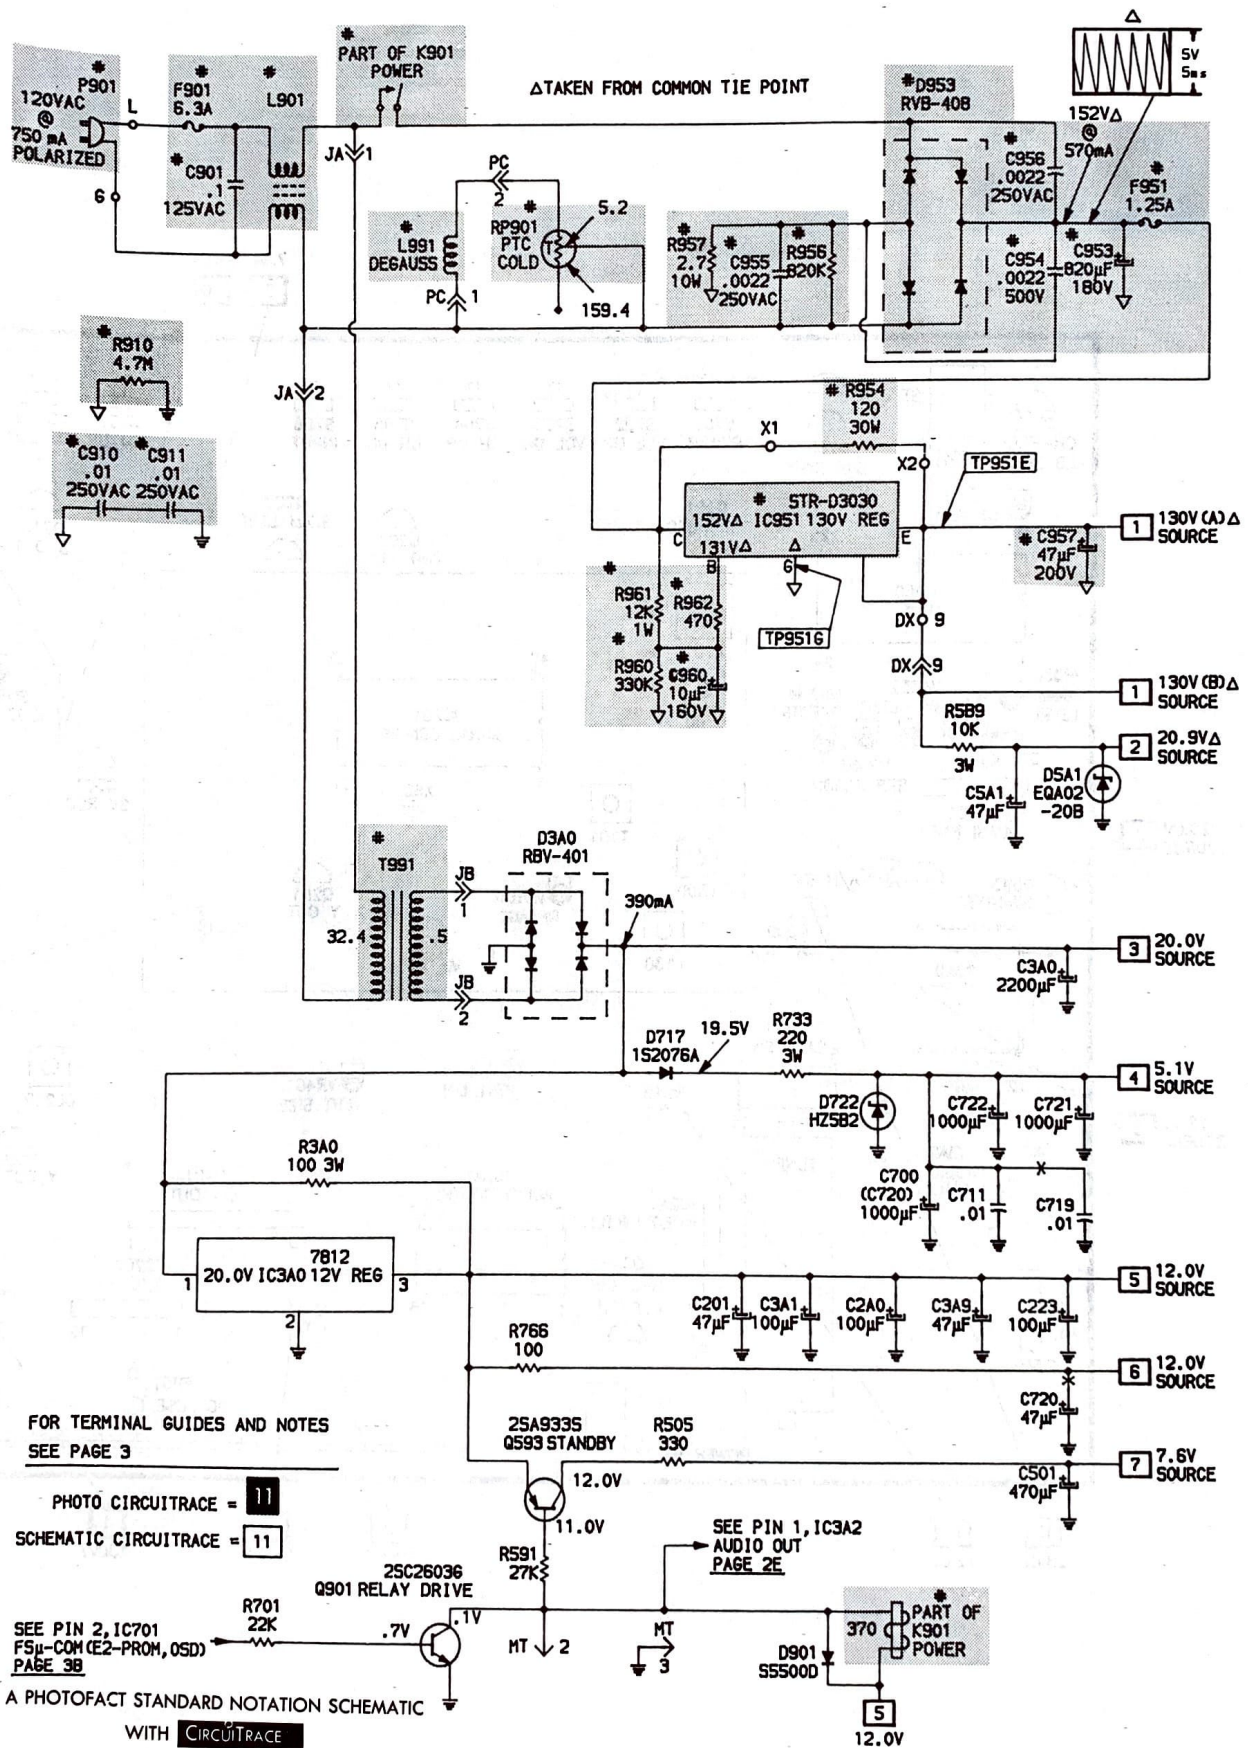 #
P901
120VAC
@
750 mA
POLARIZED
L
6
#
F901
6.3A
#
L901
# C901
.1
125VAC
#
PART OF K901
POWER
△TAKEN FROM COMMON TIE POINT
△
5V
5ms
#D953
RVB-408
152V△
@
570mA
# C956
.0022
250VAC
#
F951
1.25A
JA 1
PC
2
#
L991
DEGAUSS
#
RP901
PTC
COLD
5.2
159.4
PC 1
#
R957
2.7
10W
#
C955
.0022
250VAC
#
R956
820K
#
C954
.0022
500V
#
C953
820µF
180V
#
R910
4.7M
JA 2
#
C910
.01
250VAC
#
C911
.01
250VAC
# R954
120
30W
X1
X2
TP951E
# STR-D3030
152V△ IC951 130V REG
131V△ △
C
E
B
G
1 130V(A)△
SOURCE
# C957
47µF
200V
#
R961
12K
1W
#
R962
470
TP951G
DX 9
#
R960
330K
#
C960
10µF
160V
DX 9
1 130V(B)△
SOURCE
R5B9
10K
3W
2 20.9V△
SOURCE
C5A1
47µF
D5A1
EQA02
-20B
#
T991
32.4
.5
JB
1
JB
2
D3A0
RBV-401
390mA
3 20.0V
SOURCE
C3A0
2200µF
D717
1S2076A
19.5V
R733
220
3W
4 5.1V
SOURCE
D722
HZ5B2
C722
1000µF
C721
1000µF
R3A0
100 3W
C700
(C720)
1000µF
C711
.01
X
C719
.01
7812
20.0V IC3A0 12V REG
1
3
2
5 12.0V
SOURCE
C201
47µF
C3A1
100µF
C2A0
100µF
C3A9
47µF
C223
100µF
R766
100
6 12.0V
SOURCE
X
C720
47µF
FOR TERMINAL GUIDES AND NOTES
SEE PAGE 3
2SA933S
Q593 STANDBY
12.0V
11.0V
R505
330
7 7.6V
SOURCE
C501
470µF
PHOTO CIRCUITRACE = 11
SCHEMATIC CIRCUITRACE = 11
R591
27K
SEE PIN 1,IC3A2
AUDIO OUT
PAGE 2E
2SC2603G
Q901 RELAY DRIVE
.1V
.7V
R701
22K
SEE PIN 2,IC701
FSµ-COM(E2-PROM,OSD)
PAGE 3B
MT 2
MT
3
D901
S5500D
370
#
PART OF
K901
POWER
5
12.0V
A PHOTOFACT STANDARD NOTATION SCHEMATIC
WITH CIRCUITRACE